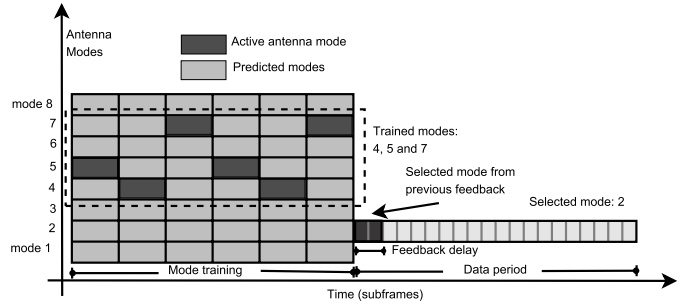 Antenna
Modes
Active antenna mode
Predicted modes
mode 8
7
6
5
4
3
2
mode 1
Trained modes:
4, 5 and 7
Selected mode from
previous feedback
Selected mode: 2
Feedback delay
Mode training
Data period
Time (subframes)